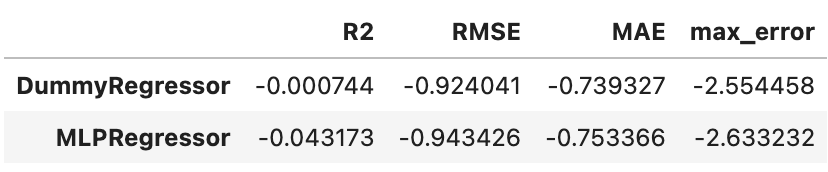 R2 RMSE MAE max_error
DummyRegressor -0.000744 -0.924041 -0.739327 -2.554458
MLPRegressor -0.043173 -0.943426 -0.753366 -2.633232